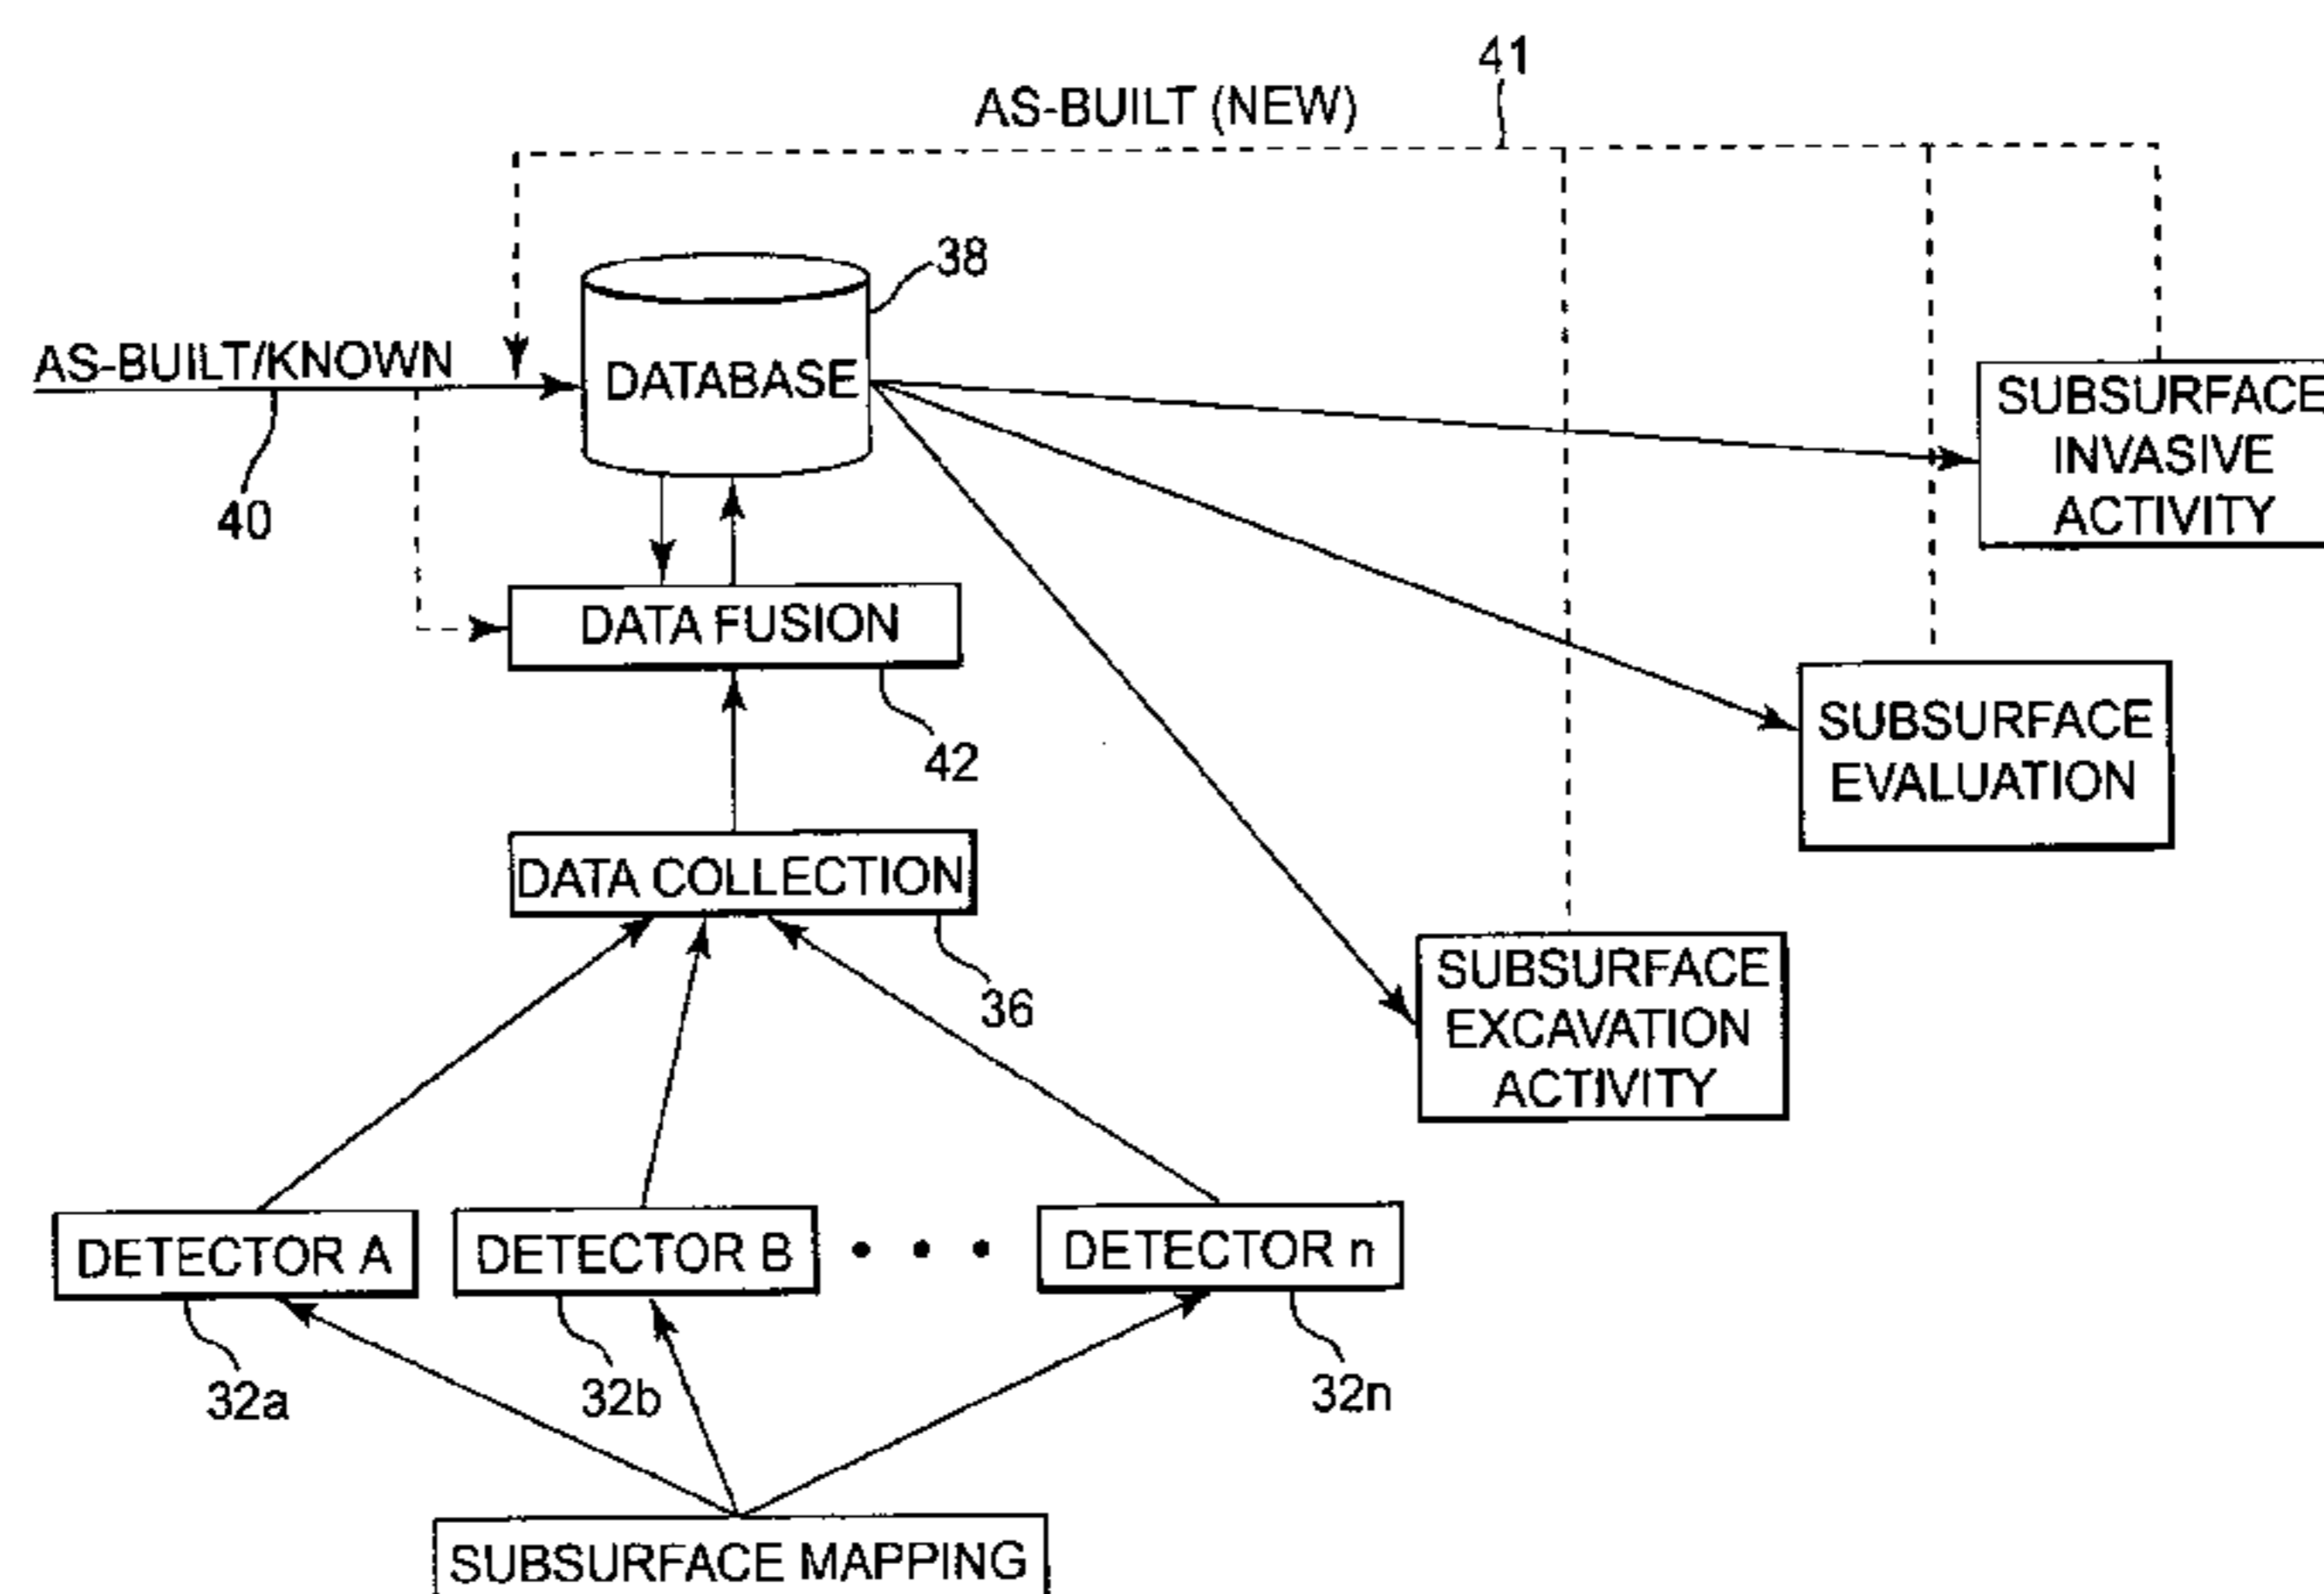 41
AS-BUILT (NEW)
38
AS-BUILT/KNOWN
DATABASE
40
SUBSURFACE
INVASIVE
ACTIVITY
DATA FUSION
42
SUBSURFACE
EVALUATION
DATA COLLECTION
36
SUBSURFACE
EXCAVATION
ACTIVITY
DETECTOR A
DETECTOR B
• • •
DETECTOR n
32a
32b
32n
SUBSURFACE MAPPING